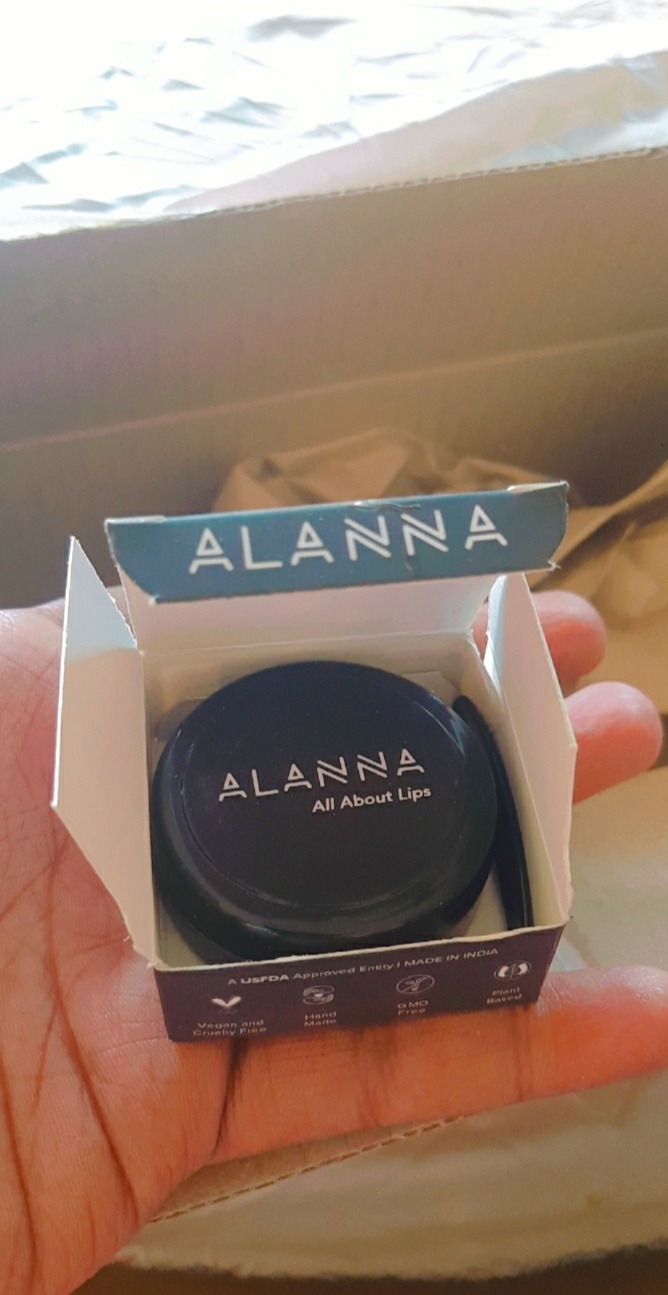 ALANNA
ALANNA
All About Lips
A USFDA Approved Entity | MADE IN INDIA
Vegan and
Cruelty Free
Hand
Made
GMO
Free
Plant
Based